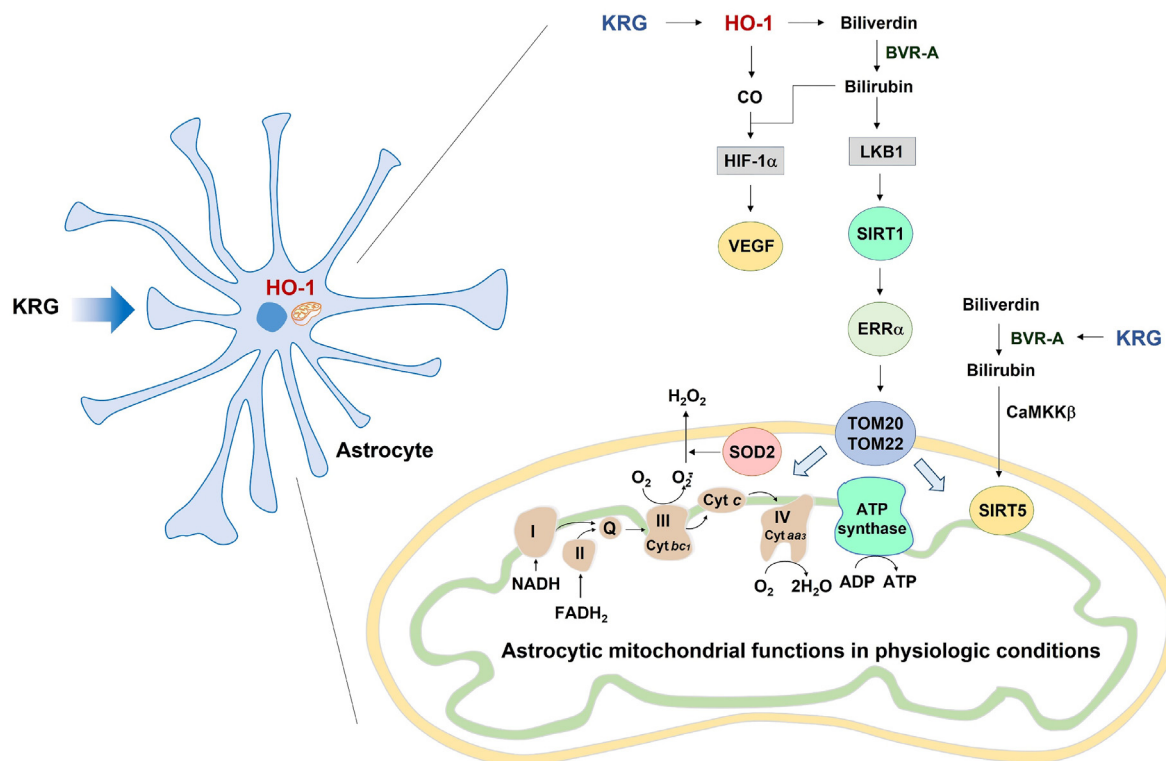 KRG
HO-1
Biliverdin
BVR-A
CO
Bilirubin
HIF-1α
LKB1
VEGF
SIRT1
HO-1
KRG
ERRα
Biliverdin
BVR-A
KRG
Bilirubin
CaMKKβ
Astrocyte
H₂O₂
TOM20
TOM22
SOD2
O₂
O₂⁻
Cyt c
SIRT5
I
Q
III
Cyt bc₁
II
IV
Cyt aa₃
ATP
synthase
NADH
FADH₂
O₂
2H₂O
ADP
ATP
Astrocytic mitochondrial functions in physiologic conditions